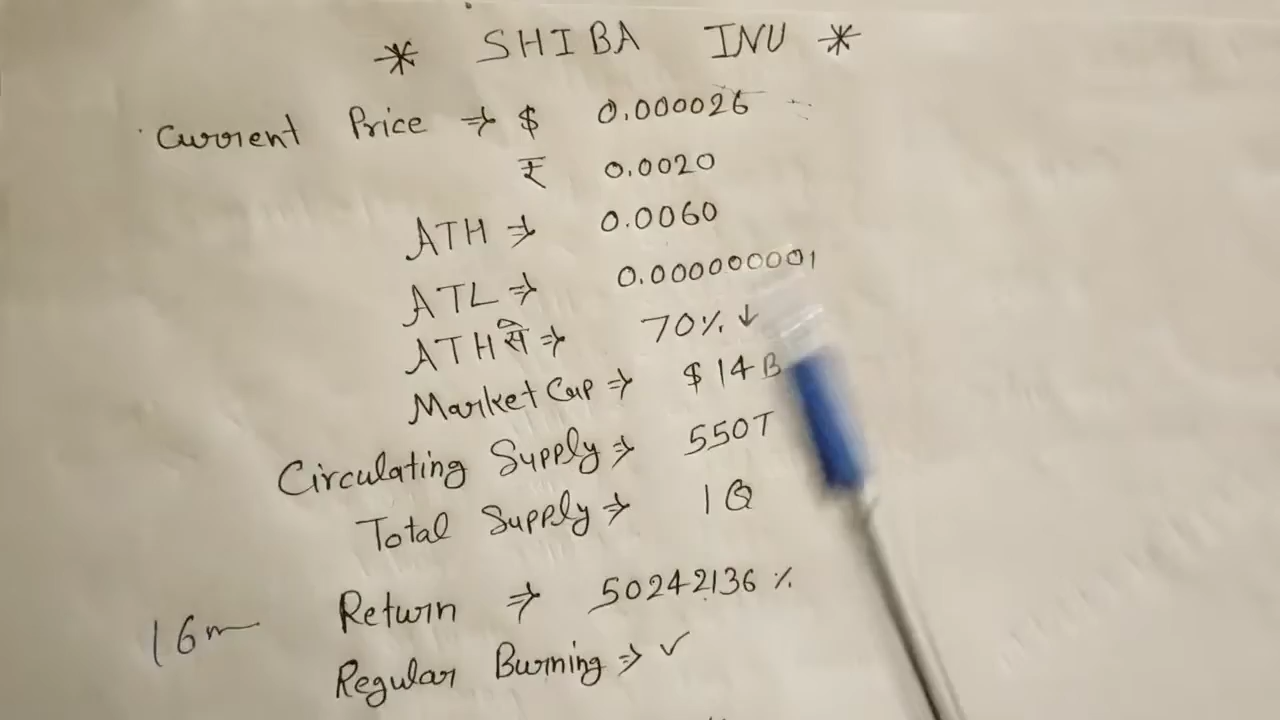 * SHIBA INU *
Current Price ⇒ $ 0.000026
₹ 0.0020
ATH ⇒ 0.0060
ATL ⇒ 0.000000001
ATH से ⇒ 70% ↓
Market Cap ⇒ $ 14 B
Circulating Supply ⇒ 550T
Total Supply ⇒ 1Q
16m Return ⇒ 50242136 %
Regular Burning ⇒ ✓